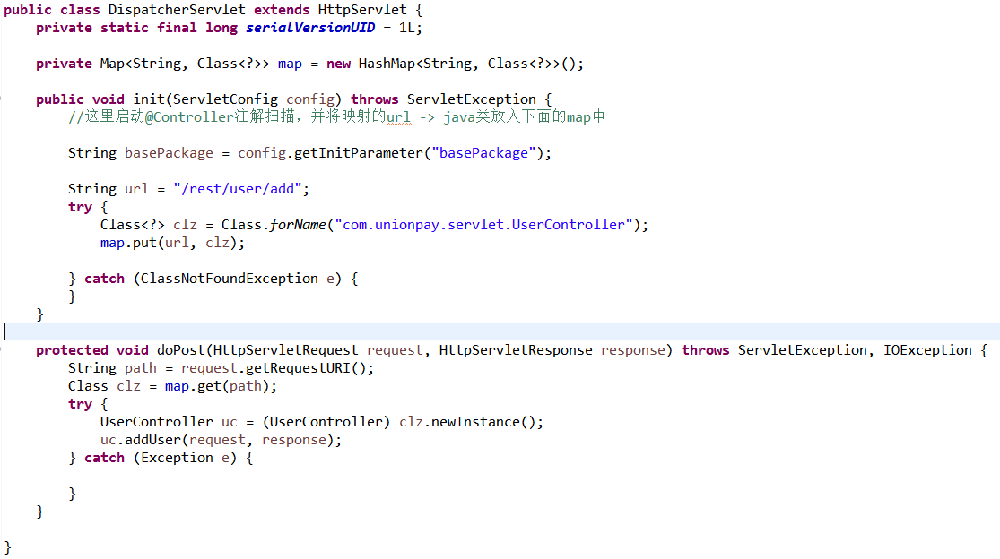 public class DispatcherServlet extends HttpServlet {
    private static final long serialVersionUID = 1L;
    private Map<String, Class<?>> map = new HashMap<String, Class<?>>();
    public void init(ServletConfig config) throws ServletException {
        //这里启动@Controller注解扫描，并将映射的url -> java类放入下面的map中
        String basePackage = config.getInitParameter("basePackage");
        String url = "/rest/user/add";
        try {
            Class<?> clz = Class.forName("com.unionpay.servlet.UserController");
            map.put(url, clz);
        } catch (ClassNotFoundException e) {
        }
    }
    protected void doPost(HttpServletRequest request, HttpServletResponse response) throws ServletException, IOException {
        String path = request.getRequestURI();
        Class clz = map.get(path);
        try {
            UserController uc = (UserController) clz.newInstance();
            uc.addUser(request, response);
        } catch (Exception e) {
        }
    }
}